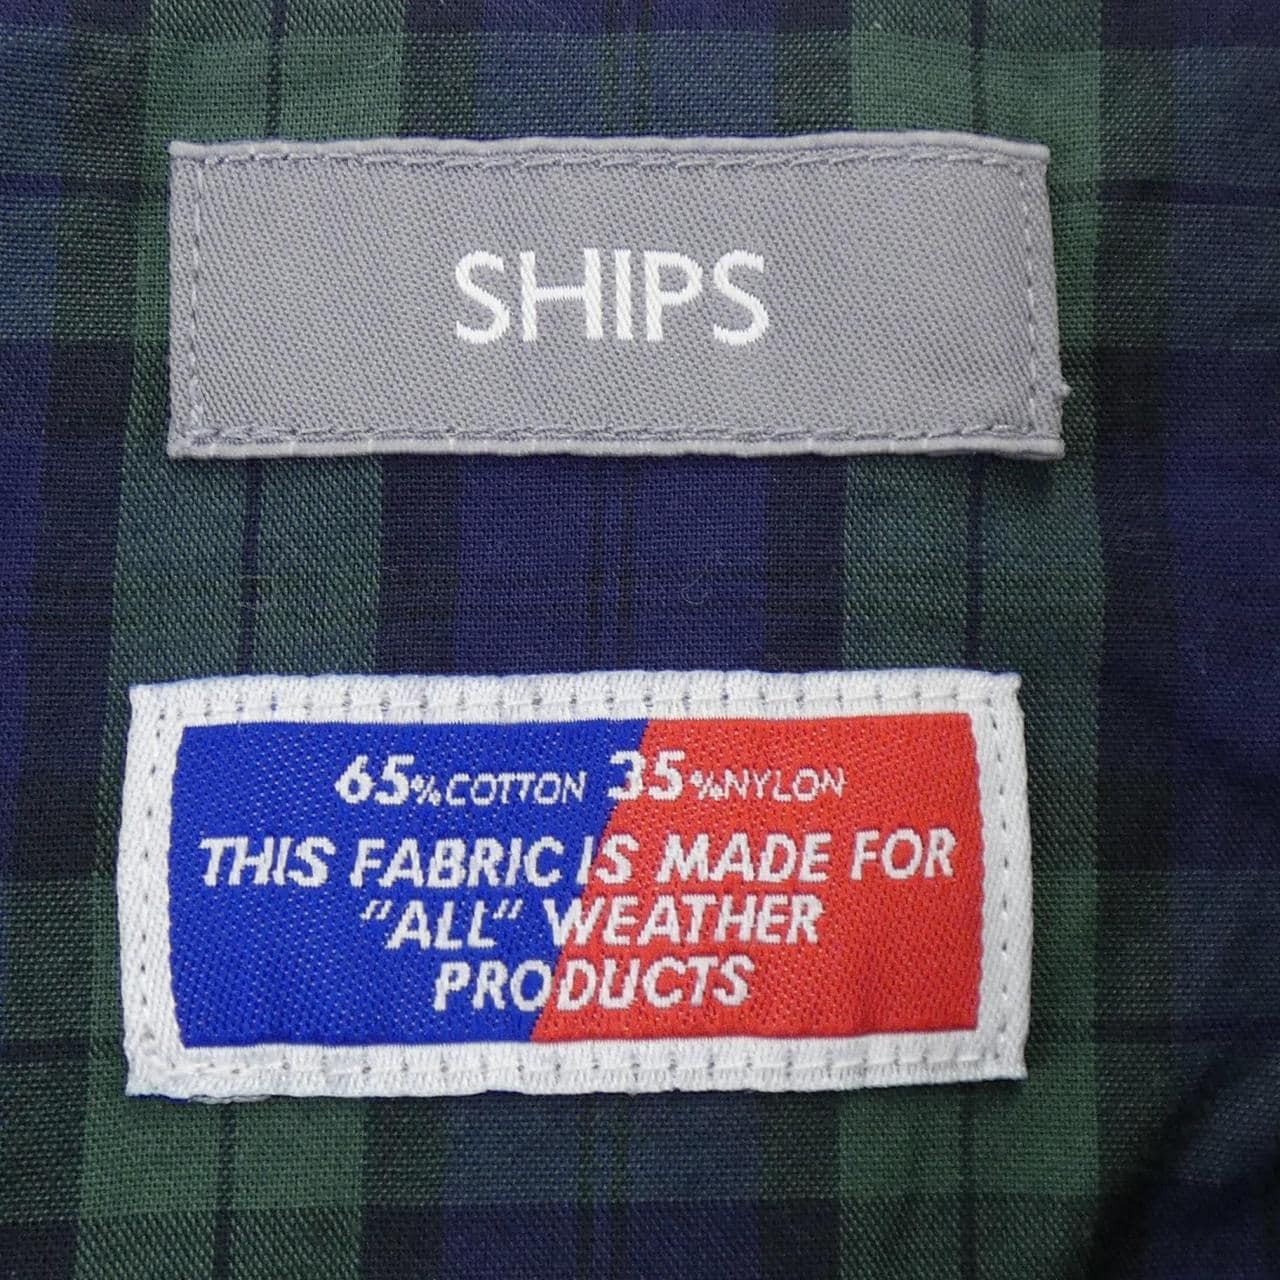 SHIPS
65%COTTON 35%NYLON
THIS FABRIC IS MADE FOR
"ALL" WEATHER
PRODUCTS